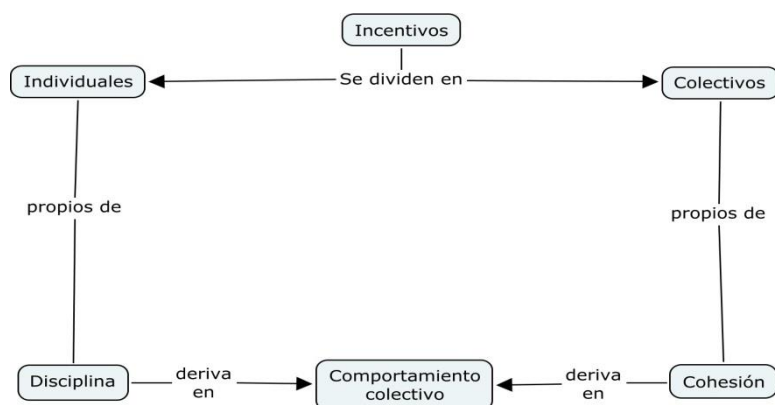 Incentivos
Individuales
Se dividen en
Colectivos
propios de
propios de
Disciplina
deriva
en
Comportamiento
colectivo
deriva
en
Cohesión